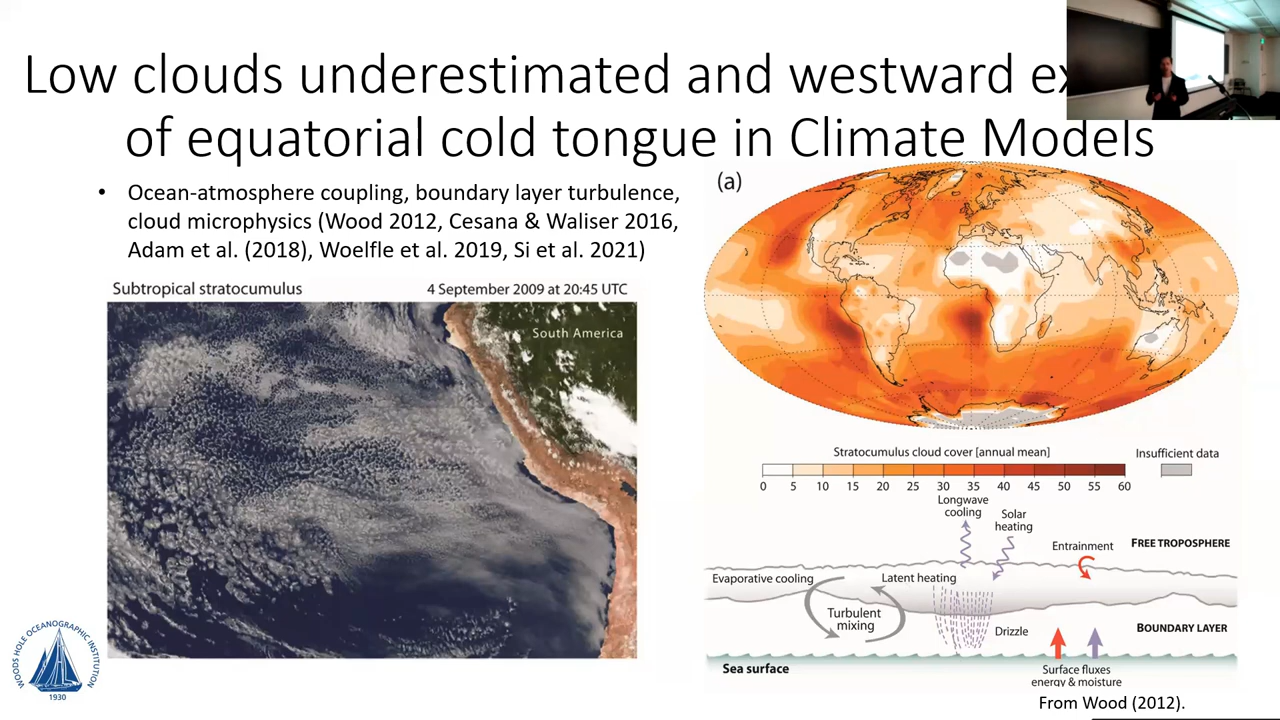 Low clouds underestimated and westward
of equatorial cold tongue in Climate Models
• Ocean-atmosphere coupling, boundary layer turbulence,
cloud microphysics (Wood 2012, Cesana & Waliser 2016,
Adam et al. (2018), Woelfle et al. 2019, Si et al. 2021)
Subtropical stratocumulus
4 September 2009 at 20:45 UTC
South America
WOODS HOLE OCEANOGRAPHIC INSTITUTION
1930
(a)
Stratocumulus cloud cover [annual mean]
Insufficient data
0 5 10 15 20 25 30 35 40 45 50 55 60
Longwave
cooling
Solar
heating
Entrainment
FREE TROPOSPHERE
Evaporative cooling
Latent heating
Turbulent
mixing
Drizzle
BOUNDARY LAYER
Sea surface
Surface fluxes
energy & moisture
From Wood (2012).